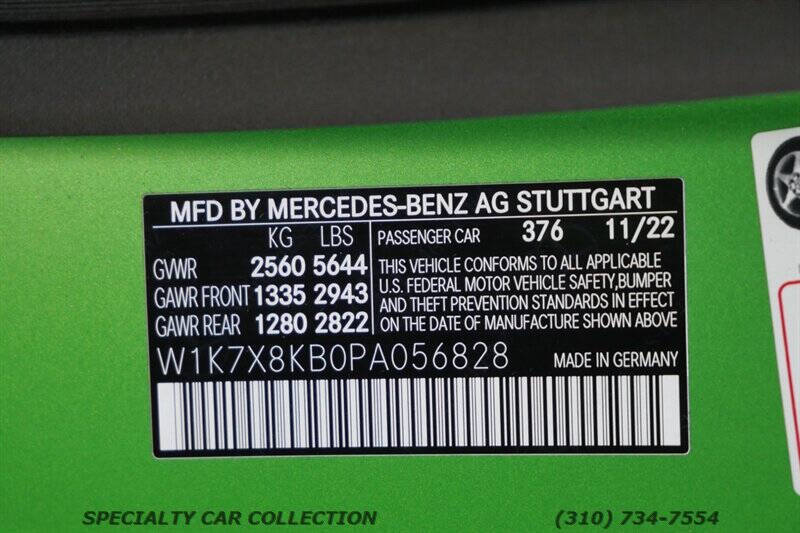 MFD BY MERCEDES-BENZ AG STUTTGART
KG LBS
GVWR 2560 5644
GAWR FRONT 1335 2943
GAWR REAR 1280 2822
PASSENGER CAR 376 11/22
THIS VEHICLE CONFORMS TO ALL APPLICABLE
U.S. FEDERAL MOTOR VEHICLE SAFETY,BUMPER
AND THEFT PREVENTION STANDARDS IN EFFECT
ON DATE OF MANUFACTURE SHOWN ABOVE
W1K7X8KB0PA056828 MADE IN GERMANY
SPECIALTY CAR COLLECTION (310) 734-7554